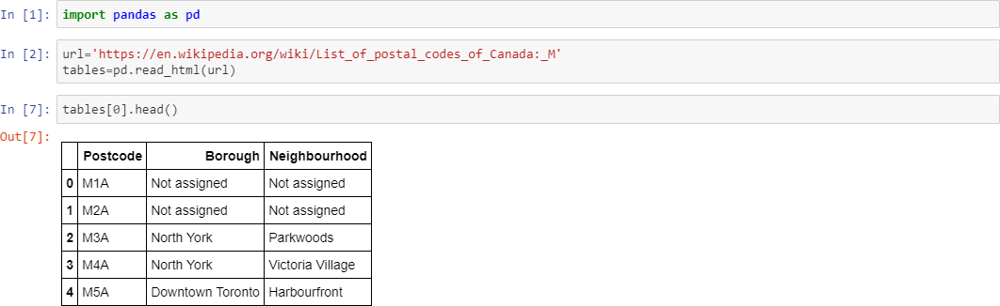 In [1]: import pandas as pd
In [2]: url='https://en.wikipedia.org/wiki/List_of_postal_codes_of_Canada:_M'
tables=pd.read_html(url)
In [7]: tables[0].head()
Out[7]:
Postcode Borough Neighbourhood
0 M1A Not assigned Not assigned
1 M2A Not assigned Not assigned
2 M3A North York Parkwoods
3 M4A North York Victoria Village
4 M5A Downtown Toronto Harbourfront